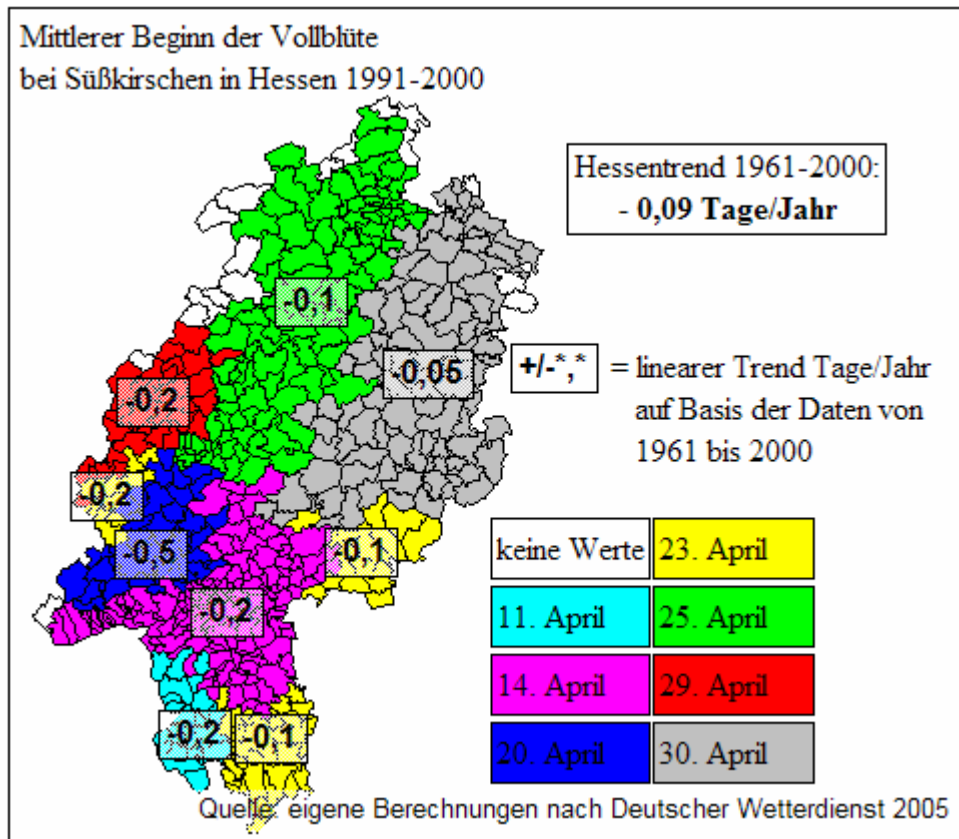 Mittlerer Beginn der Vollblüte
bei Süßkirschen in Hessen 1991-2000
Hessentrend 1961-2000:
- 0,09 Tage/Jahr
-0,1
-0,05
+/-*,* = linearer Trend Tage/Jahr
auf Basis der Daten von
1961 bis 2000
-0,2
-0,2
-0,5
-0,1
-0,2
-0,2
-0,1
keine Werte
23. April
11. April
25. April
14. April
29. April
20. April
30. April
Quelle: eigene Berechnungen nach Deutscher Wetterdienst 2005